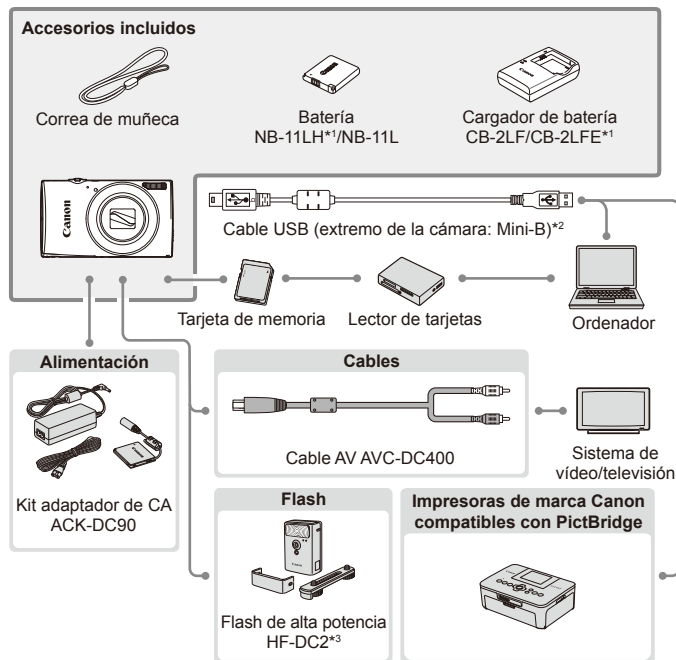 Accesorios incluidos
Canon
Canon
Correa de muñeca
Batería
NB-11LH*1/NB-11L
Cargador de batería
CB-2LF/CB-2LFE*1
Canon
Cable USB (extremo de la cámara: Mini-B)*2
Tarjeta de memoria
Lector de tarjetas
Ordenador
Alimentación
Kit adaptador de CA
ACK-DC90
Cables
Cable AV AVC-DC400
Sistema de
vídeo/televisión
Flash
Flash de alta potencia
HF-DC2*3
Impresoras de marca Canon
compatibles con PictBridge